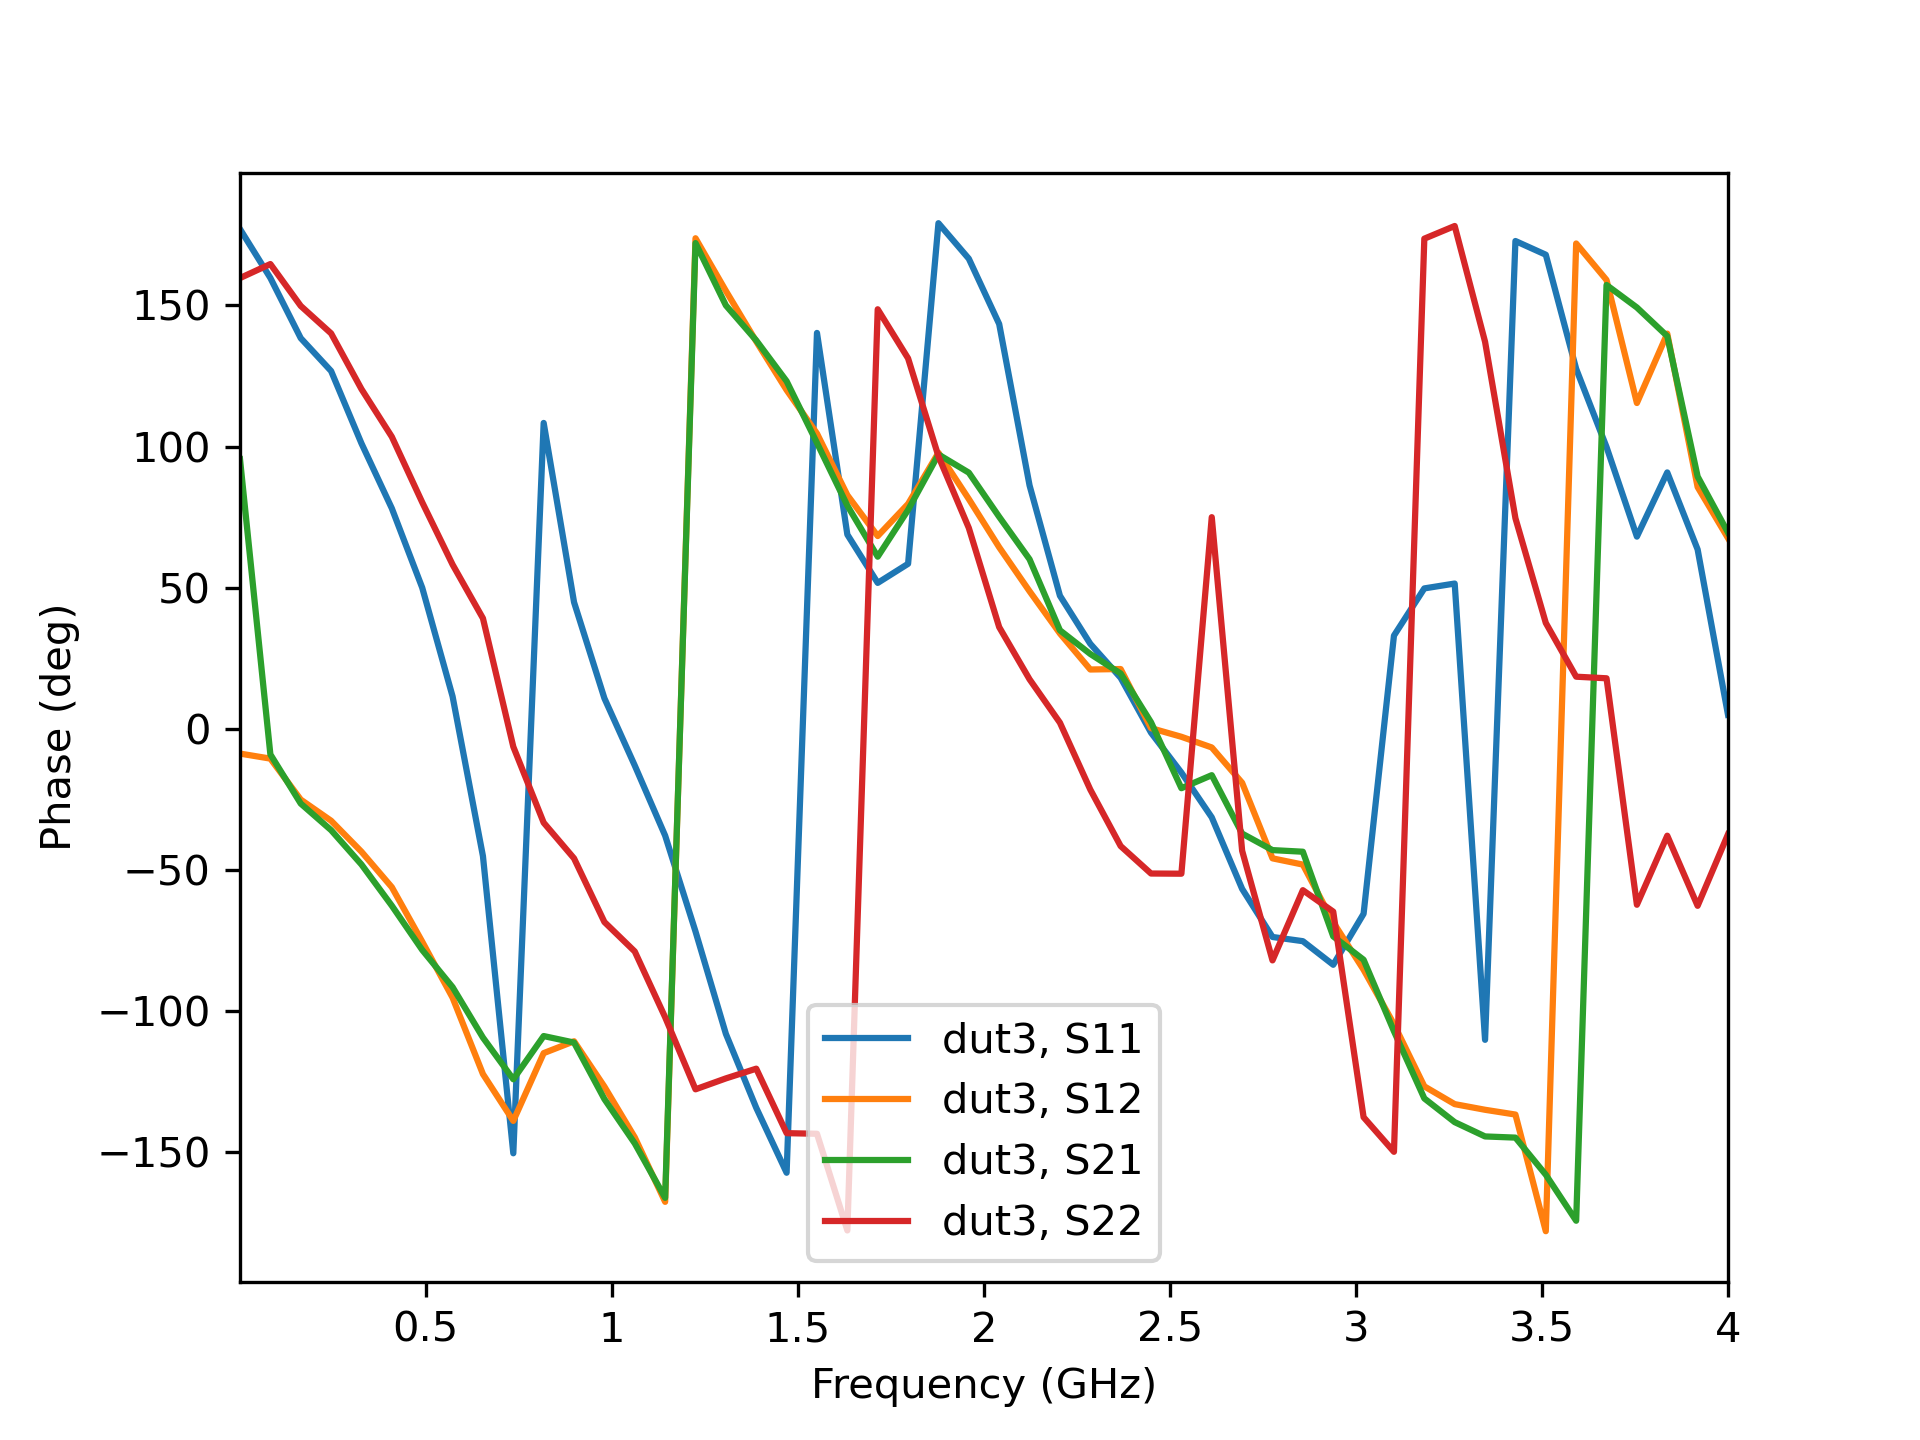 150
100
50
0
−50
−100
−150
Phase (deg)
dut3, S11
dut3, S12
dut3, S21
dut3, S22
0.5 1 1.5 2 2.5 3 3.5 4
Frequency (GHz)